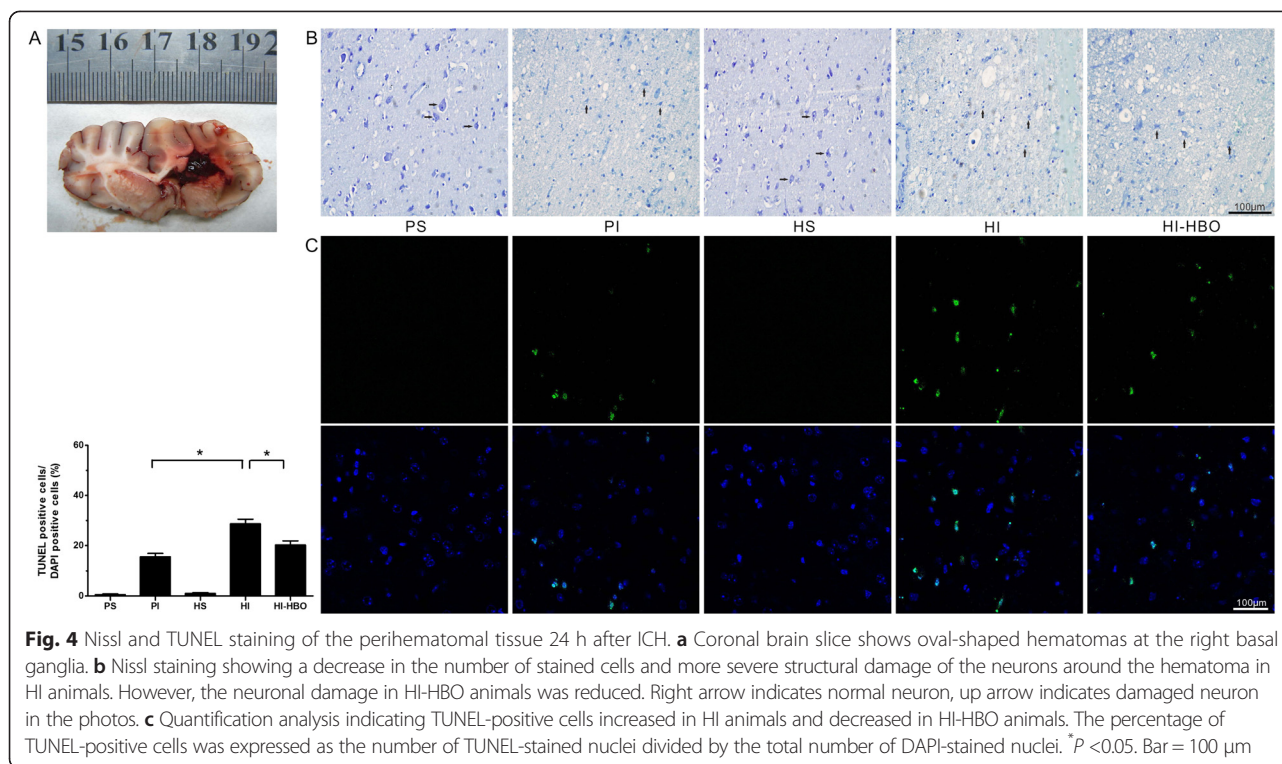 A
15 16 17 18 19 2
B
100μm
PS PI HS HI HI-HBO
C
100μm
TUNEL positive cells/
DAPI positive cells (%)
60
40
20
0
* *
PS PI HS HI HI-HBO
Fig. 4 Nissl and TUNEL staining of the perihematomal tissue 24 h after ICH. a Coronal brain slice shows oval-shaped hematomas at the right basal
ganglia. b Nissl staining showing a decrease in the number of stained cells and more severe structural damage of the neurons around the hematoma in
HI animals. However, the neuronal damage in HI-HBO animals was reduced. Right arrow indicates normal neuron, up arrow indicates damaged neuron
in the photos. c Quantification analysis indicating TUNEL-positive cells increased in HI animals and decreased in HI-HBO animals. The percentage of
TUNEL-positive cells was expressed as the number of TUNEL-stained nuclei divided by the total number of DAPI-stained nuclei. *P <0.05. Bar = 100 μm